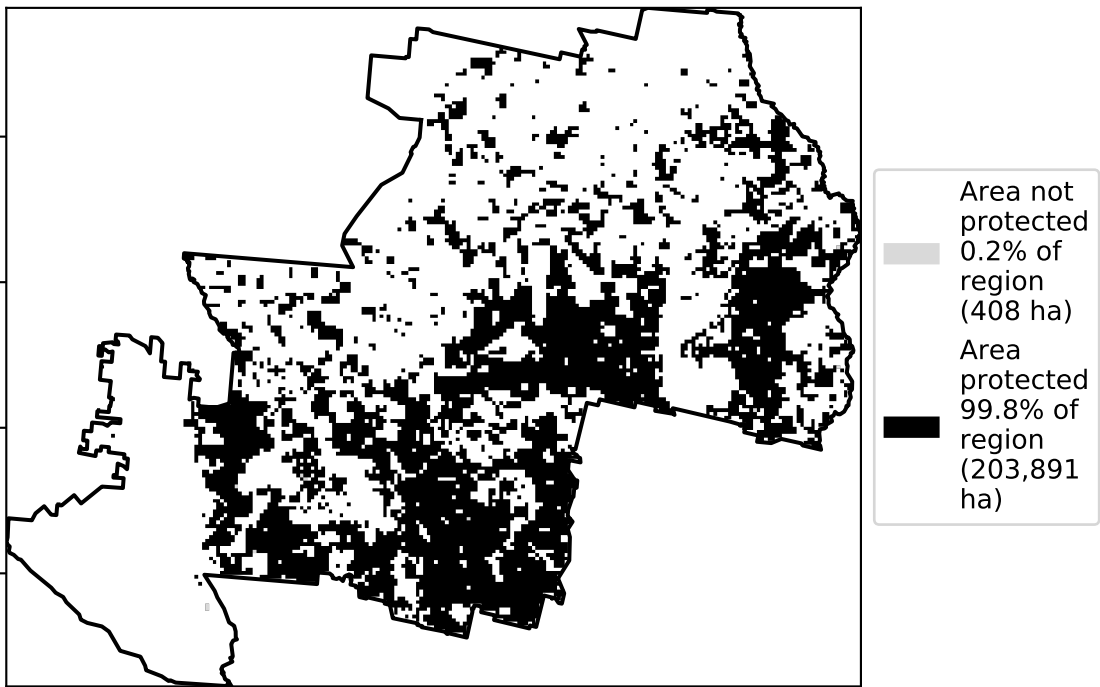 Area not
protected
0.2% of
region
(408 ha)
Area
protected
99.8% of
region
(203,891
ha)